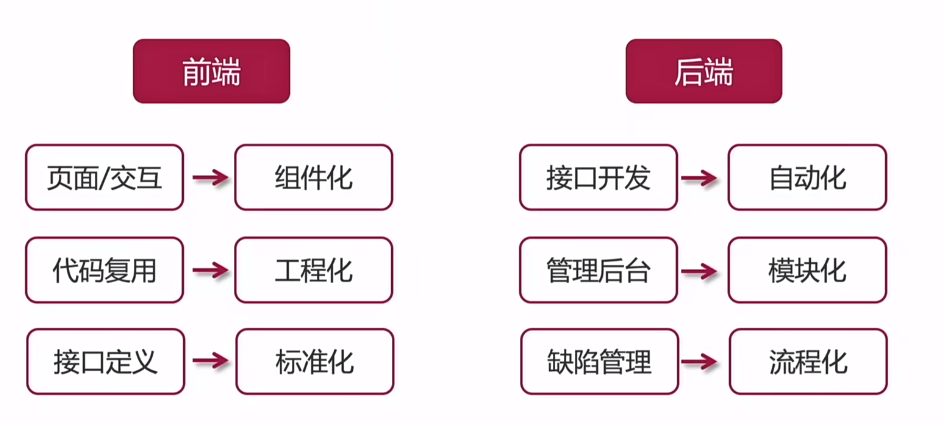 前端
页面/交互
组件化
代码复用
工程化
接口定义
标准化
后端
接口开发
自动化
管理后台
模块化
缺陷管理
流程化